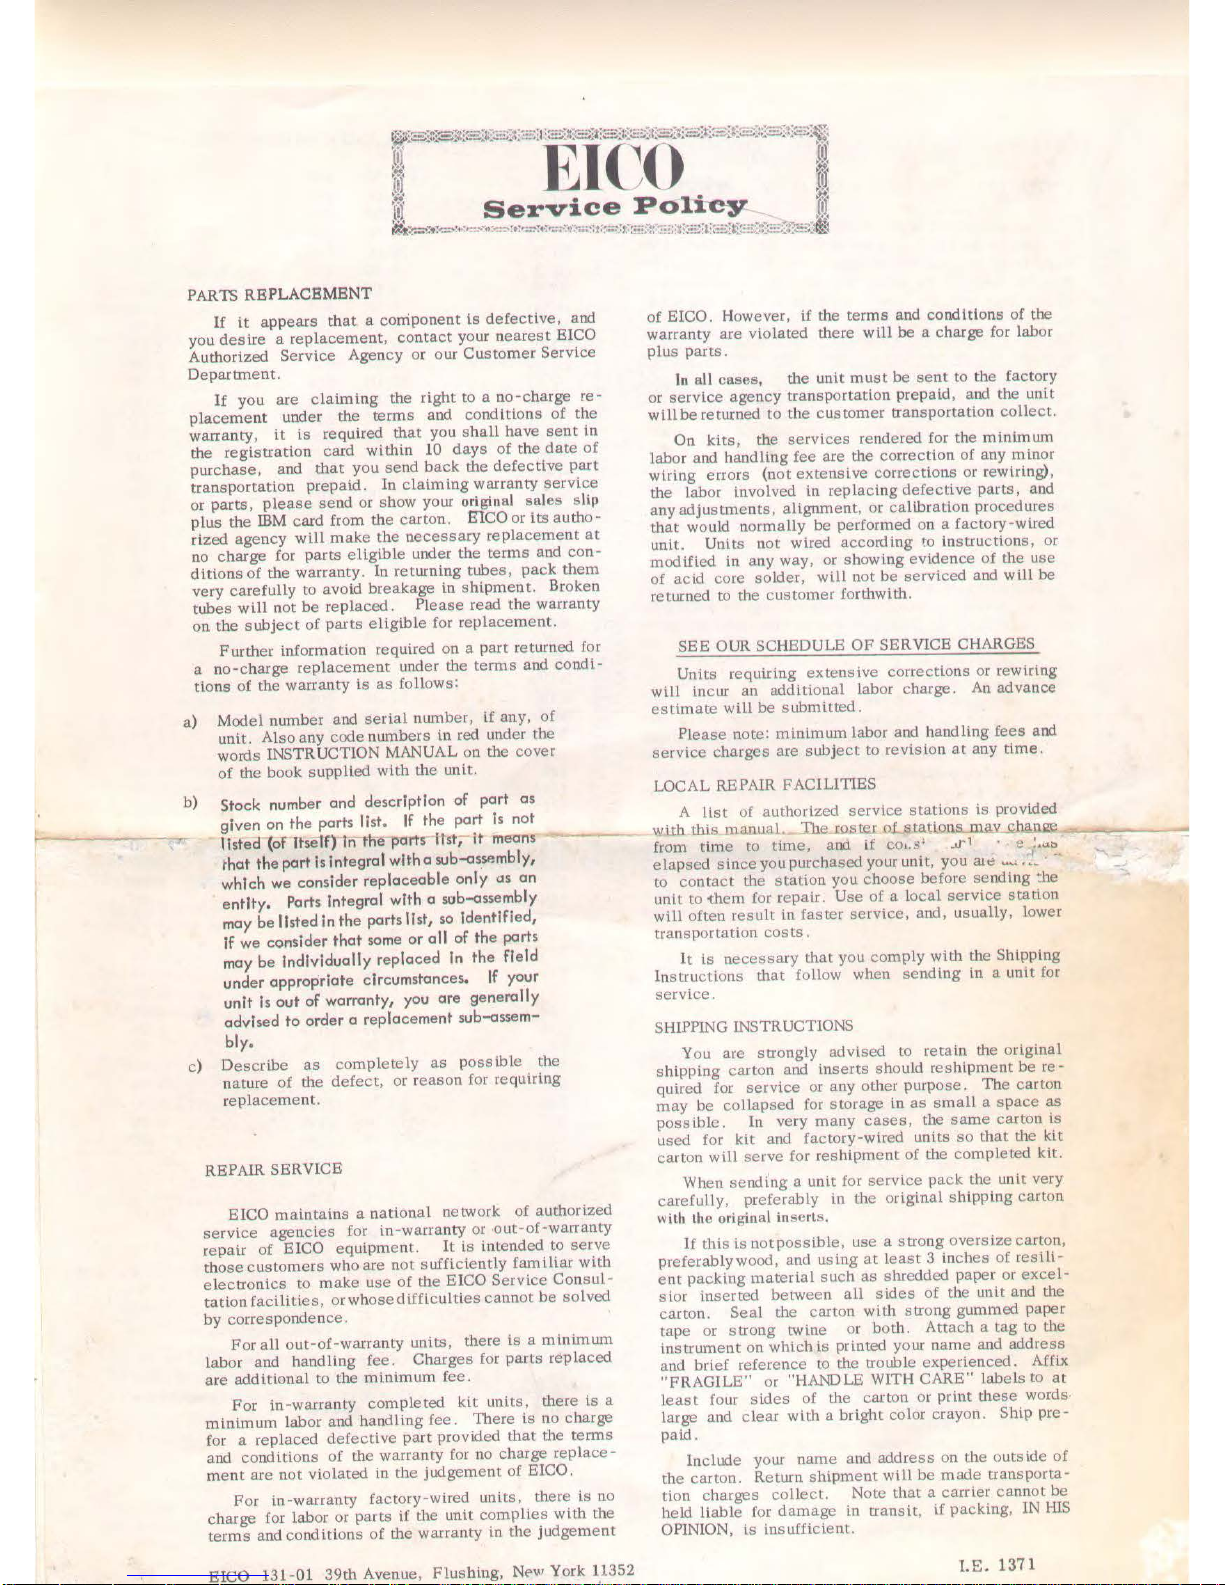 EICO
Service Policy
PARTS REPLACEMENT
If it appears that a component is defective, and
you desire a replacement, contact your nearest EICO
Authorized Service Agency or our Customer Service
Department.
If you are claiming the right to a no-charge re-
placement under the terms and conditions of the
warranty, it is required that you shall have sent in
the registration card within 10 days of the date of
purchase, and that you send back the defective part
transportation prepaid. In claiming warranty service
or parts, please send or show your original sales slip
plus the IBM card from the carton. EICO or its autho-
rized agency will make the necessary replacement at
no charge for parts eligible under the terms and con-
ditions of the warranty. In returning tubes, pack them
very carefully to avoid breakage in shipment. Broken
tubes will not be replaced. Please read the warranty
on the subject of parts eligible for replacement.
Further information required on a part returned for
a no-charge replacement under the terms and condi-
tions of the warranty is as follows:
a) Model number and serial number, if any, of
unit. Also any code numbers in red under the
words INSTRUCTION MANUAL on the cover
of the book supplied with the unit.
b) Stock number and description of part as
given on the parts list. If the part is not
listed (of itself) in the parts list, it means
that the part is integral with a sub-assembly,
which we consider replaceable only as an
entity. Parts integral with a sub-assembly
may be listed in the parts list, so identified,
if we consider that some or all of the parts
may be individually replaced in the field
under appropriate circumstances. If your
unit is out of warranty, you are generally
advised to order a replacement sub-assem-
bly.
c) Describe as completely as possible the
nature of the defect, or reason for requiring
replacement.
REPAIR SERVICE
EICO maintains a national network of authorized
service agencies for in-warranty or out-of-warranty
repair of EICO equipment. It is intended to serve
those customers who are not sufficiently familiar with
electronics to make use of the EICO Service Consul-
tation facilities, or whose difficulties cannot be solved
by correspondence.
For all out-of-warranty units, there is a minimum
labor and handling fee. Charges for parts replaced
are additional to the minimum fee.
For in-warranty completed kit units, there is a
minimum labor and handling fee. There is no charge
for a replaced defective part provided that the terms
and conditions of the warranty for no charge replace-
ment are not violated in the judgement of EICO.
For in-warranty factory-wired units, there is no
charge for labor or parts if the unit complies with the
terms and conditions of the warranty in the judgement
of EICO. However, if the terms and conditions of the
warranty are violated there will be a charge for labor
plus parts.
In all cases, the unit must be sent to the factory
or service agency transportation prepaid, and the unit
will be returned to the customer transportation collect.
On kits, the services rendered for the minimum
labor and handling fee are the correction of any minor
wiring errors (not extensive corrections or rewiring),
the labor involved in replacing defective parts, and
any adjustments, alignment, or calibration procedures
that would normally be performed on a factory-wired
unit. Units not wired according to instructions, or
modified in any way, or showing evidence of the use
of acid core solder, will not be serviced and will be
returned to the customer forthwith.
SEE OUR SCHEDULE OF SERVICE CHARGES
Units requiring extensive corrections or rewiring
will incur an additional labor charge. An advance
estimate will be submitted.
Please note: minimum labor and handling fees and
service charges are subject to revision at any time.
LOCAL REPAIR FACILITIES
A list of authorized service stations is provided
with this manual. The roster of stations may change
from time to time, and if
elapsed since you purchased your unit, you are
to contact the station you choose before sending the
unit to them for repair. Use of a local service station
will often result in faster service, and, usually, lower
transportation costs.
It is necessary that you comply with the Shipping
Instructions that follow when sending in a unit for
service.
SHIPPING INSTRUCTIONS
You are strongly advised to retain the original
shipping carton and inserts should reshipment be re-
quired for service or any other purpose. The carton
may be collapsed for storage in as small a space as
possible. In very many cases, the same carton is
used for kit and factory-wired units so that the kit
carton will serve for reshipment of the completed kit.
When sending a unit for service pack the unit very
carefully, preferably in the original shipping carton
with the original inserts.
If this is not possible, use a strong oversize carton,
preferably wood, and using at least 3 inches of resili-
ent packing material such as shredded paper or excel-
sior inserted between all sides of the unit and the
carton. Seal the carton with strong gummed paper
tape or strong twine or both. Attach a tag to the
instrument on which is printed your name and address
and brief reference to the trouble experienced. Affix
"FRAGILE" or "HANDLE WITH CARE" labels to at
least four sides of the carton or print these words
large and clear with a bright color crayon. Ship pre-
paid.
Include your name and address on the outside of
the carton. Return shipment will be made transporta-
tion charges collect. Note that a carrier cannot be
held liable for damage in transit, if packing, IN HIS
OPINION, is insufficient.
EICO 131-01 39th Avenue, Flushing, New York 11352
I.E. 1371